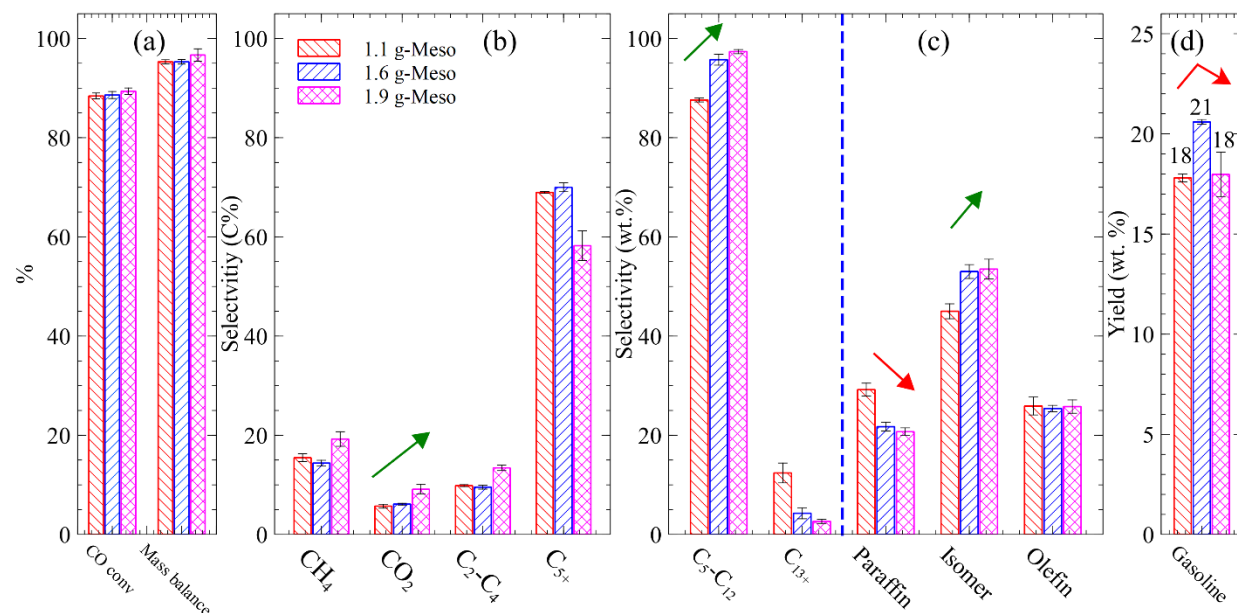 (a)
%
100
80
60
40
20
0
CO conv
Mass balance
(b)
1.1 g-Meso
1.6 g-Meso
1.9 g-Meso
Selectvitiy (C%)
100
80
60
40
20
0
CH₄
CO₂
C₂-C₄
C₅₊
(c)
Selectivity (wt.%)
100
80
60
40
20
0
C₅-C₁₂
C₁₃₊
Paraffin
Isomer
Olefin
(d)
Yield (wt. %)
25
20
15
10
5
0
18
21
18
Gasoline